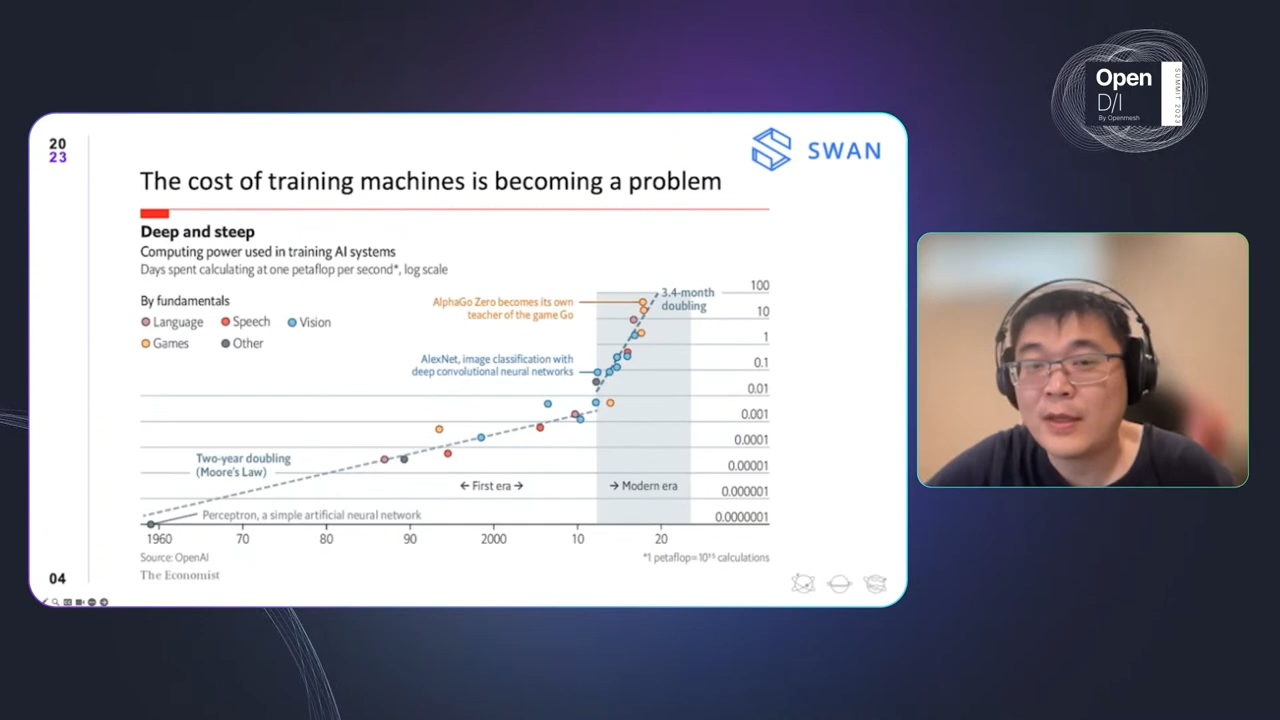 Open
D/I
By Openmesh
SUMMIT 2023
20
23
SWAN
The cost of training machines is becoming a problem
Deep and steep
Computing power used in training AI systems
Days spent calculating at one petaflop per second*, log scale
By fundamentals
Language
Speech
Vision
Games
Other
AlphaGo Zero becomes its own
teacher of the game Go
3.4-month
doubling
AlexNet, image classification with
deep convolutional neural networks
Two-year doubling
(Moore's Law)
← First era →
→ Modern era
Perceptron, a simple artificial neural network
100
10
1
0.1
0.01
0.001
0.0001
0.00001
0.000001
0.0000001
1960
70
80
90
2000
10
20
Source: OpenAI
*1 petaflop=10¹⁵ calculations
The Economist
04